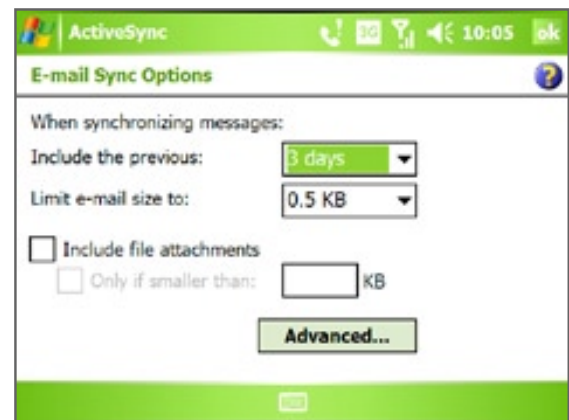 ActiveSync 3G 10:05 ok
E-mail Sync Options
When synchronizing messages:
Include the previous: 3 days
Limit e-mail size to: 0.5 KB
Include file attachments
Only if smaller than: KB
Advanced...